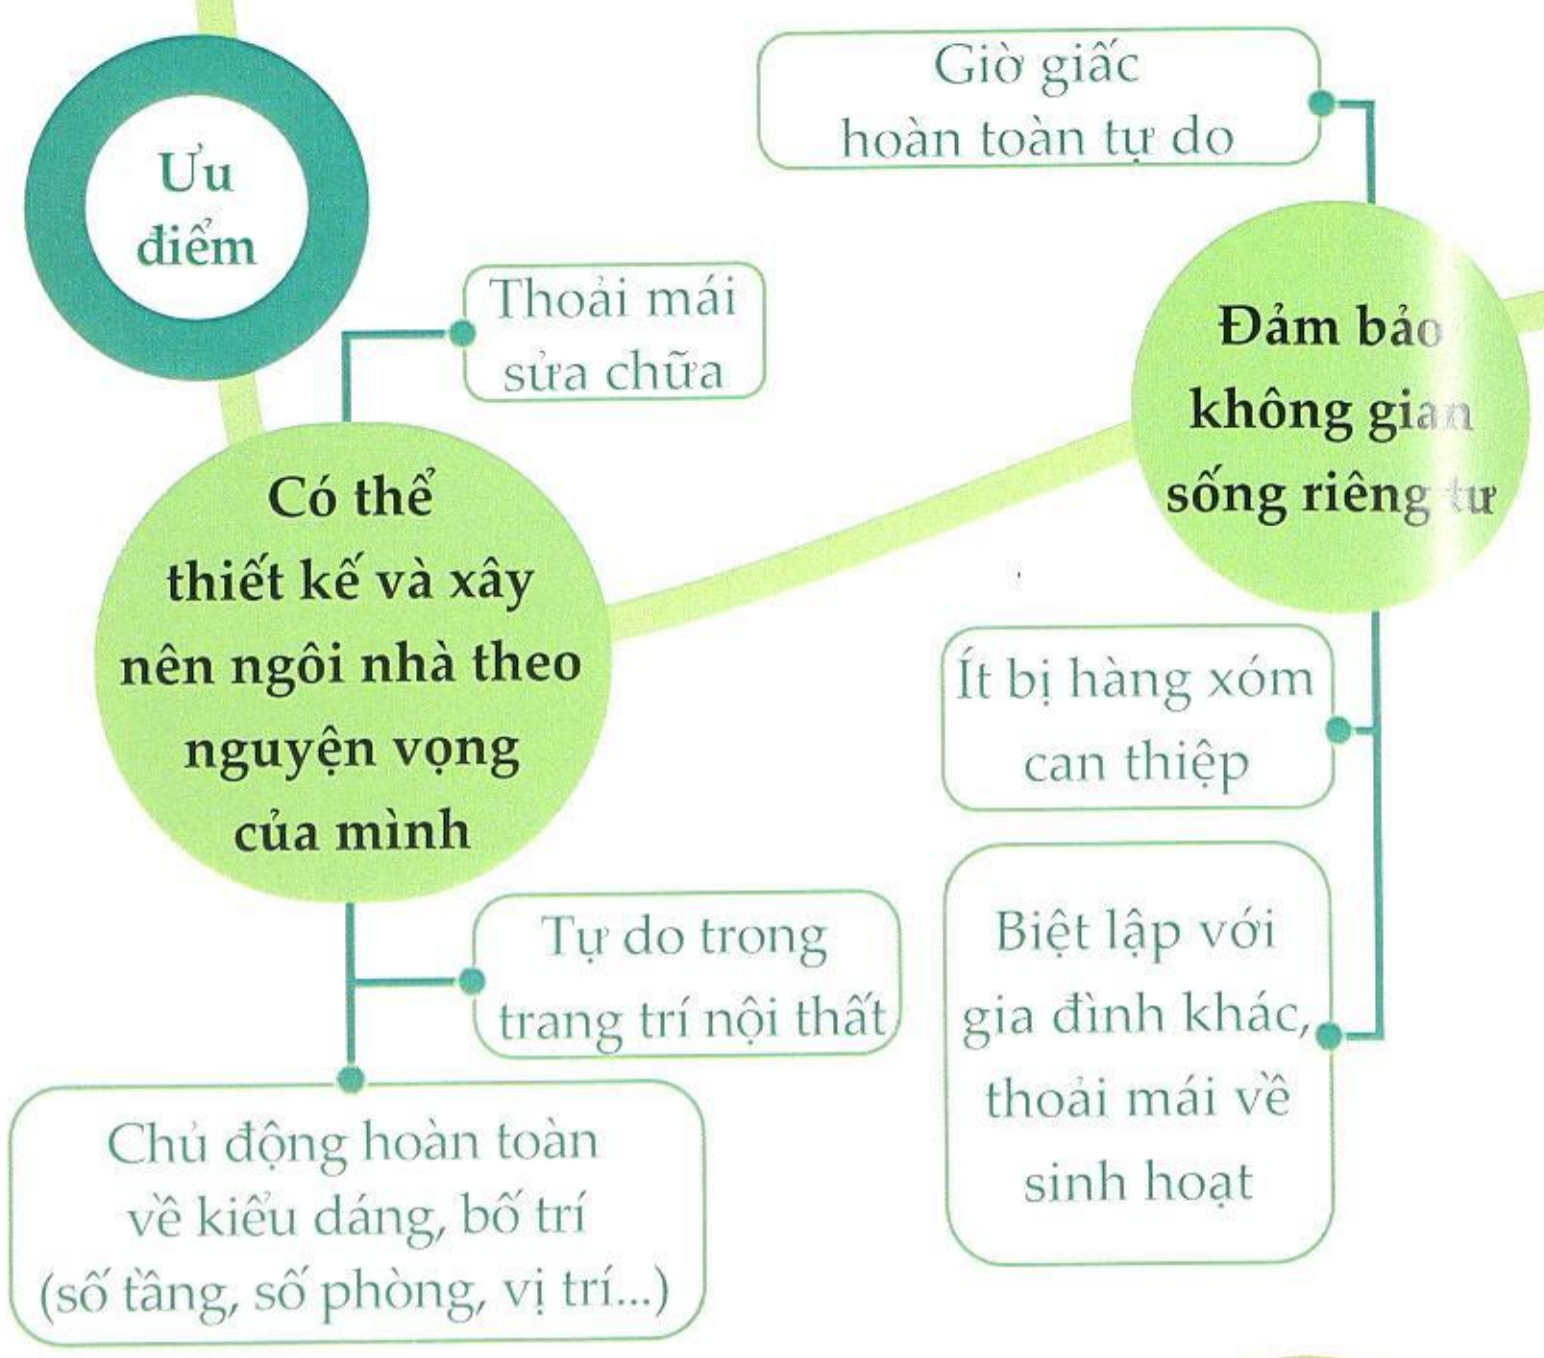 Ưu
điểm
Thoải mái
sửa chữa
Có thể
thiết kế và xây
nên ngôi nhà theo
nguyện vọng
của mình
Tự do trong
trang trí nội thất
Chủ động hoàn toàn
về kiểu dáng, bố trí
(số tầng, số phòng, vị trí...)
Giờ giấc
hoàn toàn tự do
Đảm bảo
không gian
sống riêng tư
Ít bị hàng xóm
can thiệp
Biệt lập với
gia đình khác,
thoải mái về
sinh hoạt